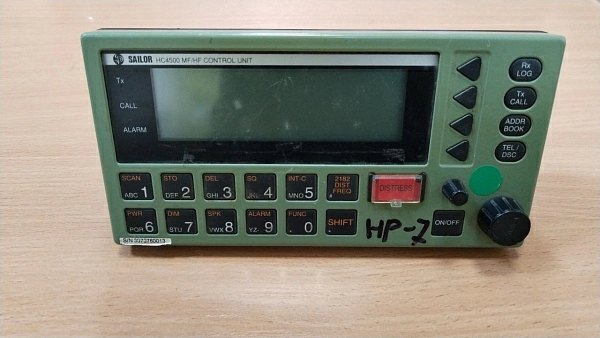 SAILOR HC4500 MF/HF CONTROL UNIT
Tx
CALL
ALARM
Rx LOG
Tx CALL
ADDR BOOK
TEL/ DSC
SCAN STO DEL SQ INT-C 2182 DIST FREQ
ABC 1 DEF 2 GHI 3 JKL 4 MNO 5
DISTRESS
PWR DIM SPK ALARM FUNC SHIFT
PQR 6 STU 7 VWX 8 YZ- 9 . 0
HP-7
ON/OFF